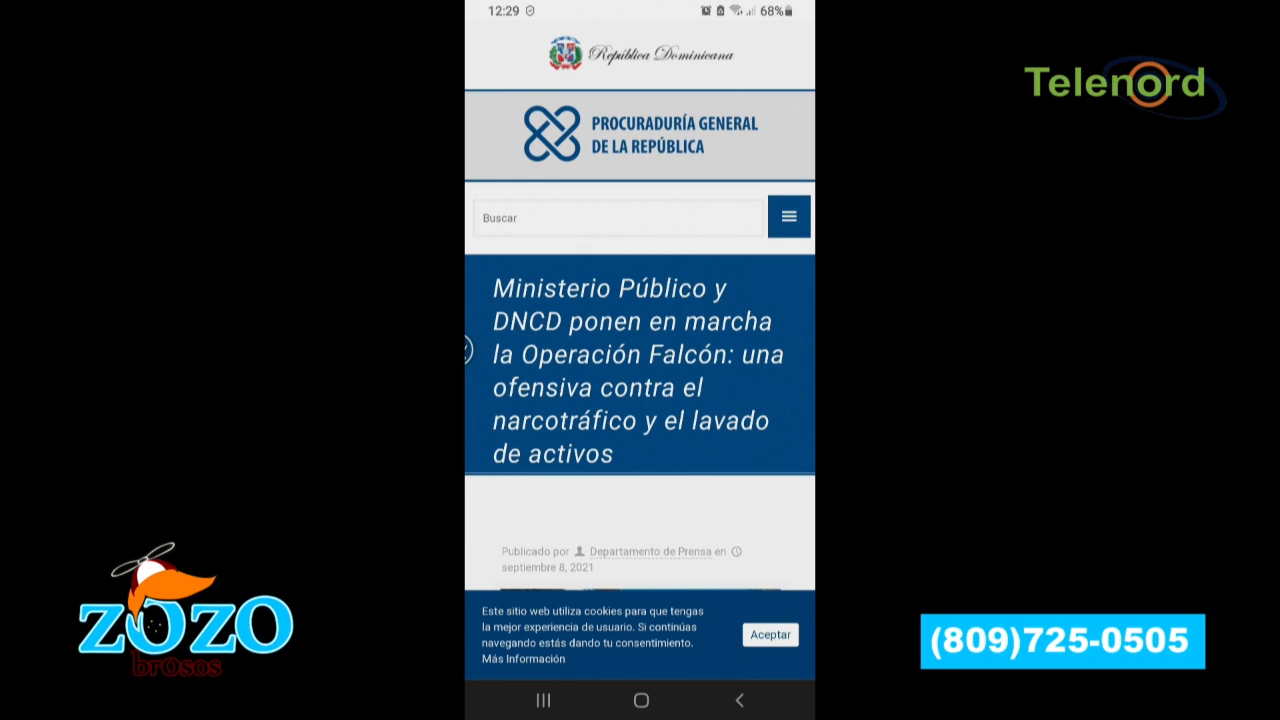 12:29
68%
República Dominicana
Telenord
PROCURADURÍA GENERAL
DE LA REPÚBLICA
Buscar
Ministerio Público y
DNCD ponen en marcha
la Operación Falcón: una
ofensiva contra el
narcotráfico y el lavado
de activos
Publicado por Departamento de Prensa en
septiembre 8, 2021
Este sitio web utiliza cookies para que tengas
la mejor experiencia de usuario. Si continúas
navegando estás dando tu consentimiento.
Más Información
Aceptar
ZOZO
brOsos
(809)725-0505